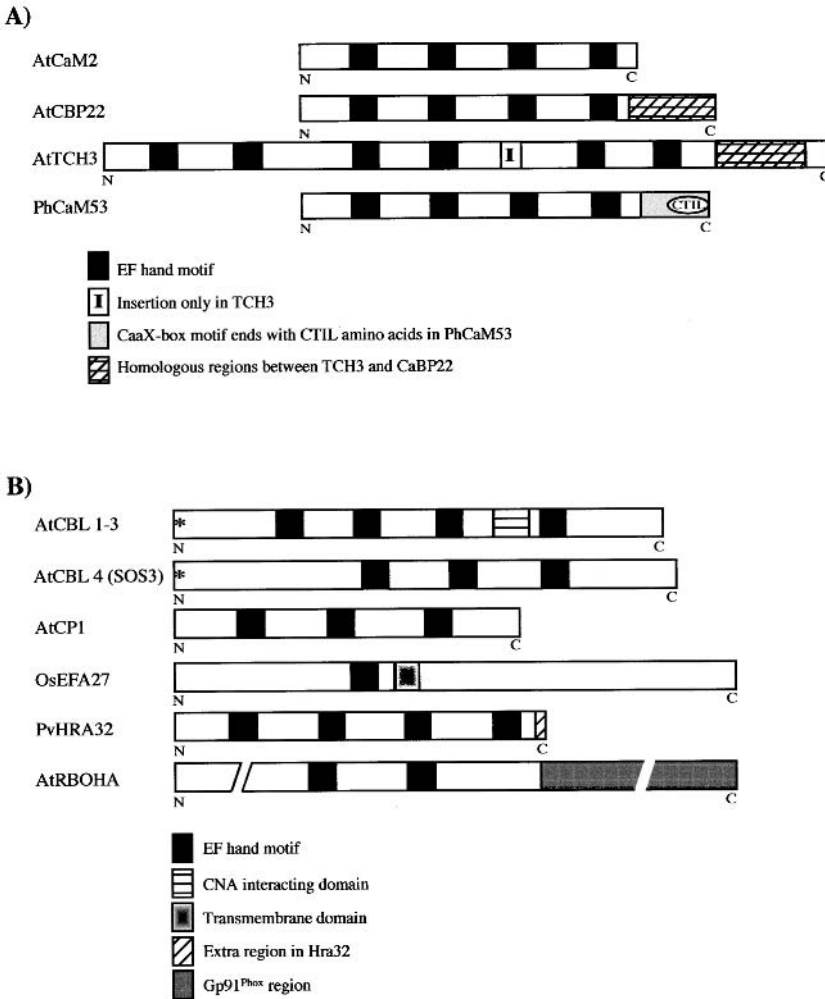 A)
AtCaM2
N C
AtCBP22
N C
AtTCH3
I
N C
PhCaM53
CTIL
N C
EF hand motif
I Insertion only in TCH3
CaaX-box motif ends with CTIL amino acids in PhCaM53
Homologous regions between TCH3 and CaBP22
B)
AtCBL 1-3
*
N C
AtCBL 4 (SOS3)
*
N C
AtCP1
N C
OsEFA27
N C
PvHRA32
N C
AtRBOHA
N C
EF hand motif
CNA interacting domain
Transmembrane domain
Extra region in Hra32
Gp91Phox region